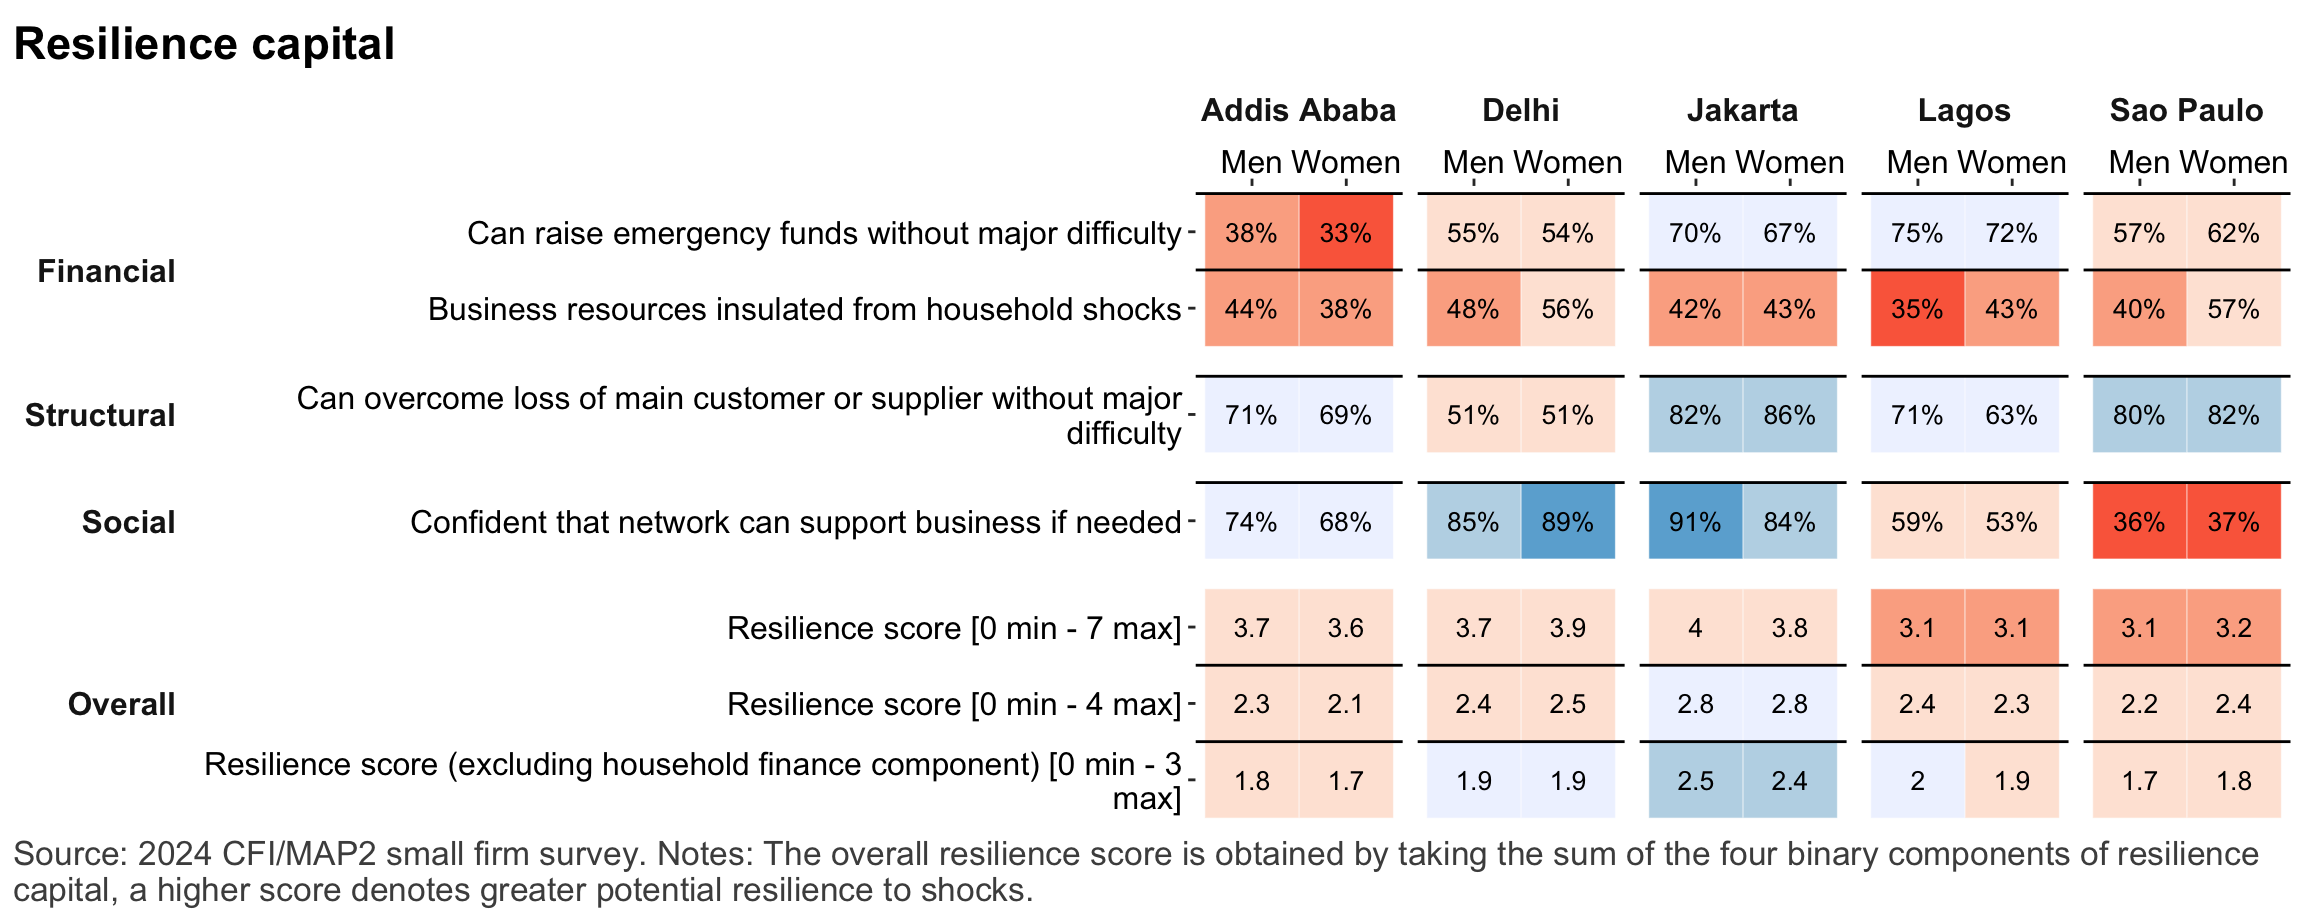 Resilience capital
Addis Ababa Delhi Jakarta Lagos Sao Paulo
Men Women Men Women Men Women Men Women Men Women
Financial
Can raise emergency funds without major difficulty 38% 33% 55% 54% 70% 67% 75% 72% 57% 62%
Business resources insulated from household shocks 44% 38% 48% 56% 42% 43% 35% 43% 40% 57%
Structural
Can overcome loss of main customer or supplier without major
difficulty 71% 69% 51% 51% 82% 86% 71% 63% 80% 82%
Social
Confident that network can support business if needed 74% 68% 85% 89% 91% 84% 59% 53% 36% 37%
Overall
Resilience score [0 min - 7 max] 3.7 3.6 3.7 3.9 4 3.8 3.1 3.1 3.1 3.2
Resilience score [0 min - 4 max] 2.3 2.1 2.4 2.5 2.8 2.8 2.4 2.3 2.2 2.4
Resilience score (excluding household finance component) [0 min - 3
max] 1.8 1.7 1.9 1.9 2.5 2.4 2 1.9 1.7 1.8
Source: 2024 CFI/MAP2 small firm survey. Notes: The overall resilience score is obtained by taking the sum of the four binary components of resilience
capital, a higher score denotes greater potential resilience to shocks.